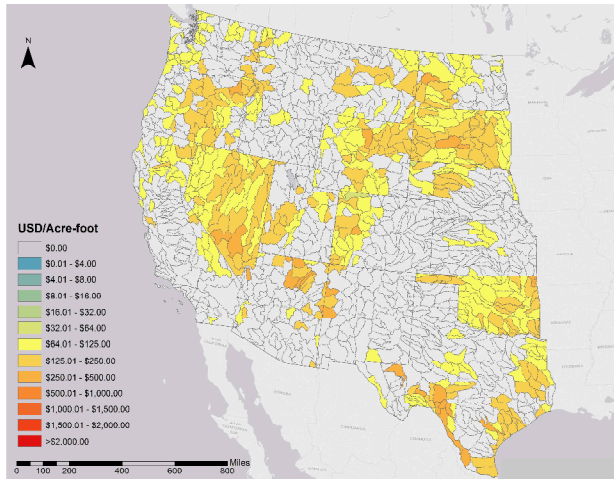 N
USD/Acre-foot
$0.00
$0.01 - $4.00
$4.01 - $8.00
$8.01 - $16.00
$16.01 - $32.00
$32.01 - $64.00
$64.01 - $125.00
$125.01 - $250.00
$250.01 - $500.00
$500.01 - $1,000.00
$1,000.01 - $1,500.00
$1,500.01 - $2,000.00
>$2,000.00
0 100 200 400 600 800 Miles